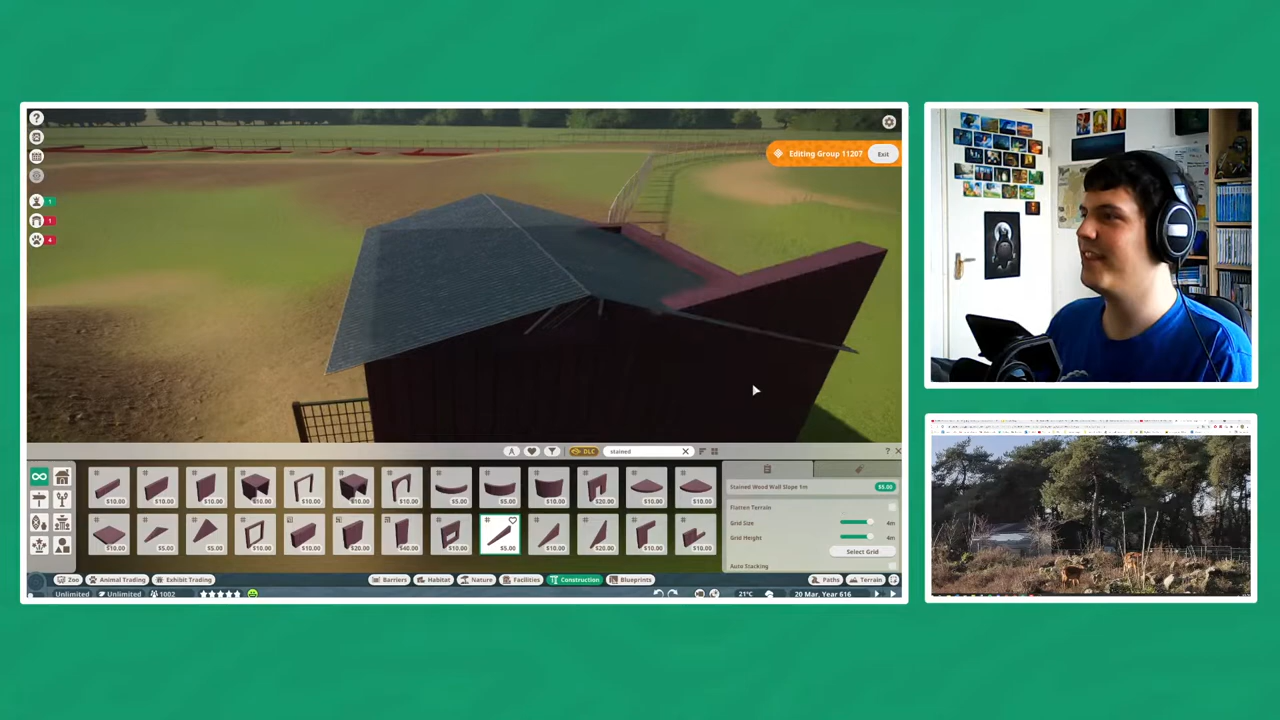 ?
Editing Group 11207
Exit
1
1
4
A
DLC
stained
?
$10.00 $10.00 $10.00 $10.00 $10.00 $10.00 $10.00 $5.00 $5.00 $10.00 $10.00 $10.00 $10.00
$10.00 $5.00 $5.00 $10.00 $10.00 $20.00 $40.00 $10.00 $5.00 $10.00 $20.00 $10.00 $10.00
Stained Wood Wall Slope 1m $5.00
Flatten Terrain
Grid Size 4m
Grid Height 4m
Select Grid
Auto Stacking
Zoo Animal Trading Exhibit Trading Barriers Habitat Nature Facilities Construction Blueprints Paths Terrain
Unlimited Unlimited 1002 21°C 20 Mar, Year 616